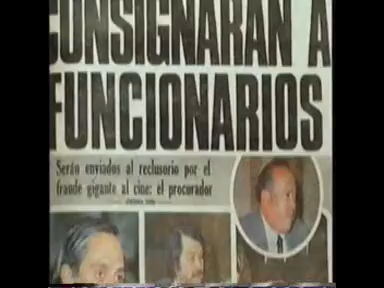 CONSIGNARAN A
FUNCIONARIOS
Serán enviados al reclusorio por el
fraude gigante al cine: el procurador